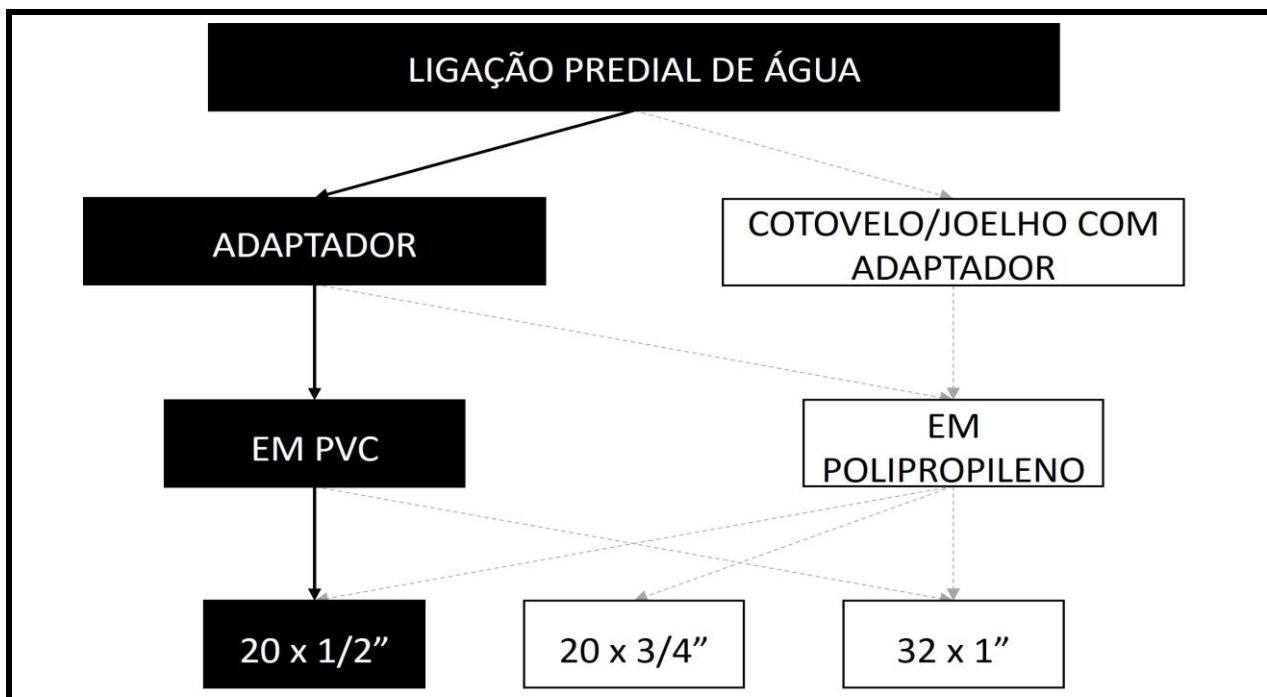 LIGAÇÃO PREDIAL DE ÁGUA
ADAPTADOR
COTOVELO/JOELHO COM
ADAPTADOR
EM PVC
EM
POLIPROPILENO
20 x 1/2”
20 x 3/4”
32 x 1”